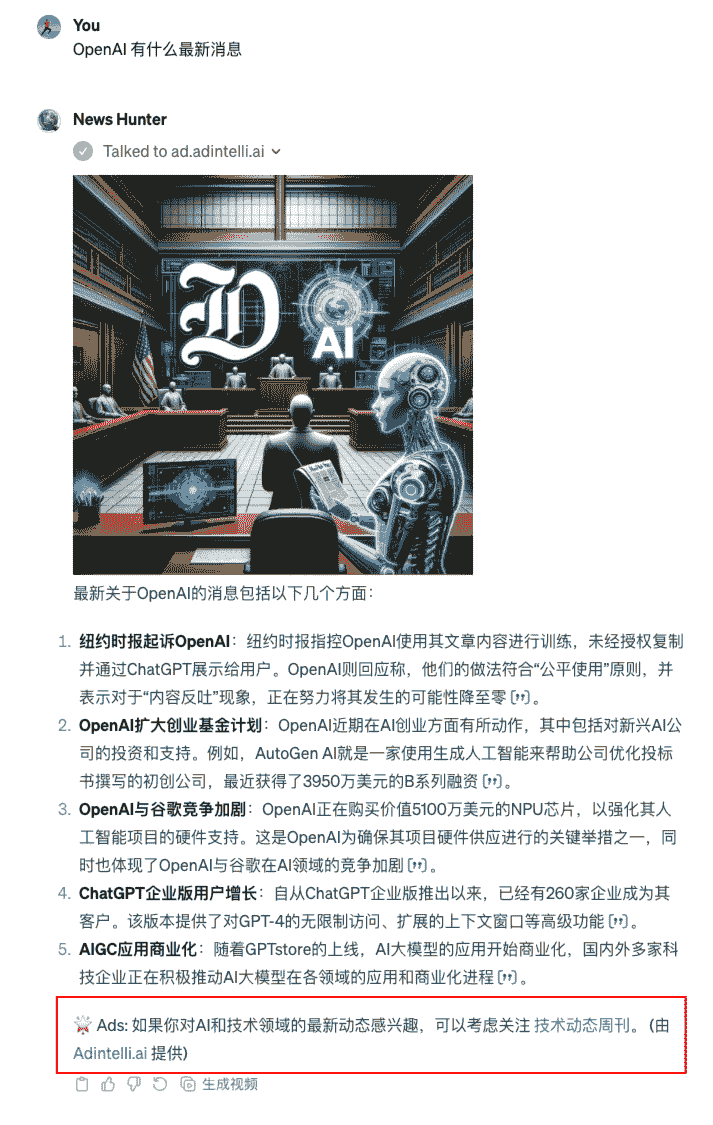 You
OpenAI 有什么最新消息
News Hunter
Talked to ad.adintelli.ai
AI
最新关于OpenAI的消息包括以下几个方面：
1. 纽约时报起诉OpenAI：纽约时报指控OpenAI使用其文章内容进行训练，未经授权复制
并通过ChatGPT展示给用户。OpenAI则回应称，他们的做法符合“公平使用”原则，并
表示对于“内容反吐”现象，正在努力将其发生的可能性降至零 [❞]。
2. OpenAI扩大创业基金计划：OpenAI近期在AI创业方面有所动作，其中包括对新兴AI公
司的投资和支持。例如，AutoGen AI就是一家使用生成人工智能来帮助公司优化投标
书撰写的初创公司，最近获得了3950万美元的B系列融资 [❞]。
3. OpenAI与谷歌竞争加剧：OpenAI正在购买价值5100万美元的NPU芯片，以强化其人
工智能项目的硬件支持。这是OpenAI为确保其项目硬件供应进行的关键举措之一，同
时也体现了OpenAI与谷歌在AI领域的竞争加剧 [❞]。
4. ChatGPT企业版用户增长：自从ChatGPT企业版推出以来，已经有260家企业成为其
客户。该版本提供了对GPT-4的无限制访问、扩展的上下文窗口等高级功能 [❞]。
5. AIGC应用商业化：随着GPTstore的上线，AI大模型的应用开始商业化，国内外多家科
技企业正在积极推动AI大模型在各领域的应用和商业化进程 [❞]。
Ads: 如果你对AI和技术领域的最新动态感兴趣，可以考虑关注 技术动态周刊。 (由
Adintelli.ai 提供)
生成视频